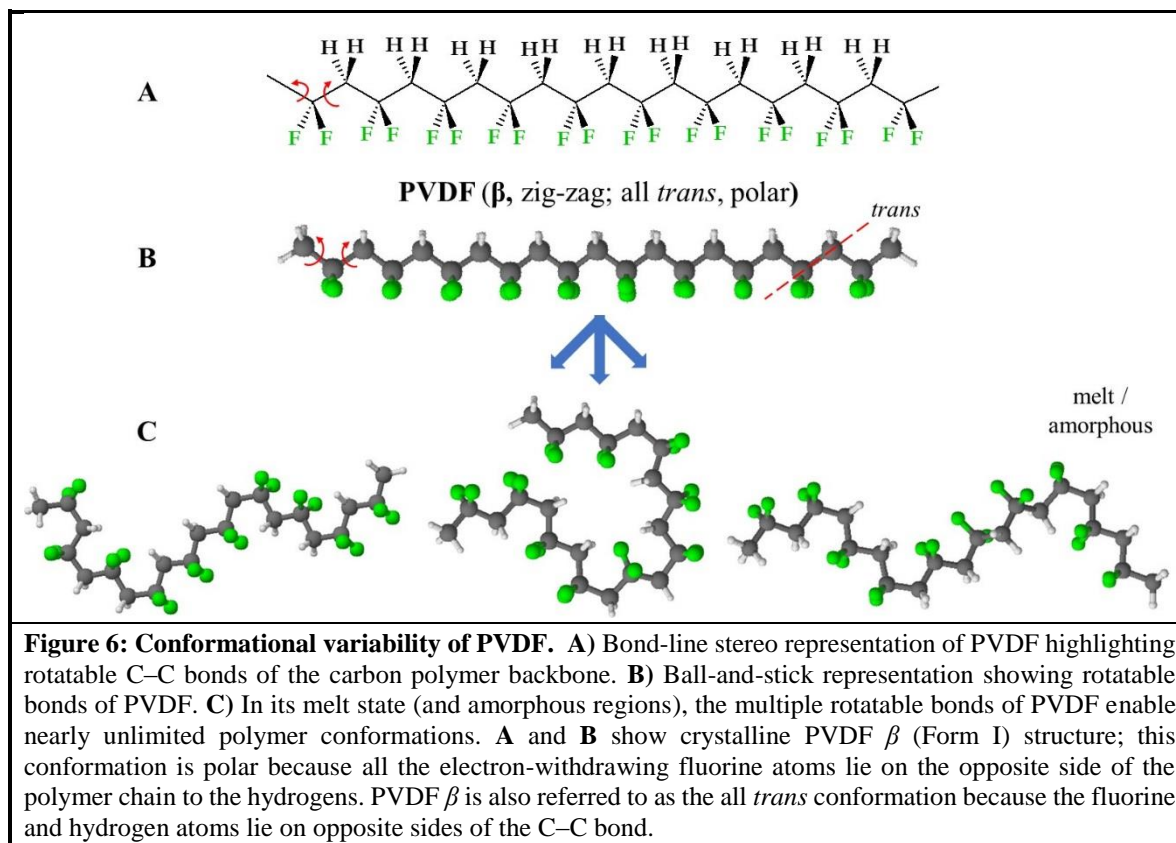 H H H H H H H H H H H H H H H H H H
A
F F F F F F F F F F F F F F F F F F F F
PVDF (β, zig-zag; all trans, polar)
trans
B
melt /
amorphous
C
Figure 6: Conformational variability of PVDF. A) Bond-line stereo representation of PVDF highlighting
rotatable C–C bonds of the carbon polymer backbone. B) Ball-and-stick representation showing rotatable
bonds of PVDF. C) In its melt state (and amorphous regions), the multiple rotatable bonds of PVDF enable
nearly unlimited polymer conformations. A and B show crystalline PVDF β (Form I) structure; this
conformation is polar because all the electron-withdrawing fluorine atoms lie on the opposite side of the
polymer chain to the hydrogens. PVDF β is also referred to as the all trans conformation because the fluorine
and hydrogen atoms lie on opposite sides of the C–C bond.